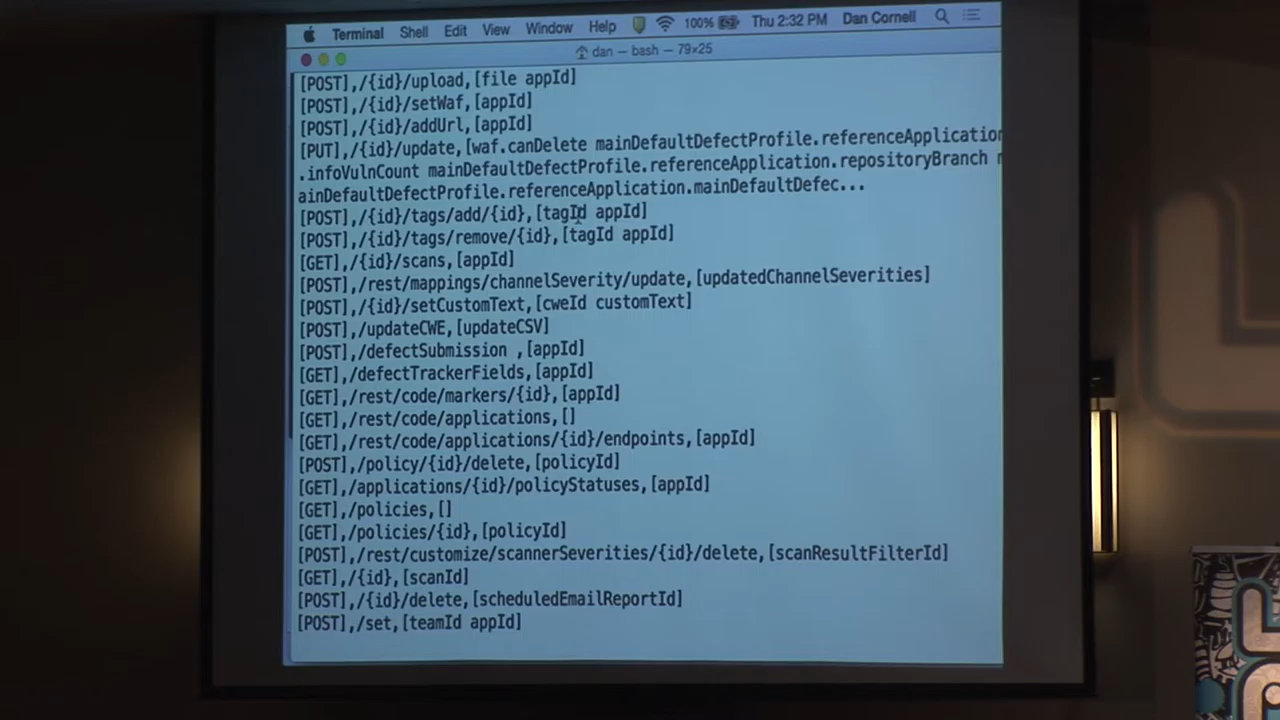 Terminal Shell Edit View Window Help 100% Thu 2:32 PM Dan Cornell
dan — bash — 79×25
[POST],/{id}/upload,[file appId]
[POST],/{id}/setWaf,[appId]
[POST],/{id}/addUrl,[appId]
[PUT],/{id}/update,[waf.canDelete mainDefaultDefectProfile.referenceApplication
.infoVulnCount mainDefaultDefectProfile.referenceApplication.repositoryBranch m
ainDefaultDefectProfile.referenceApplication.mainDefaultDefec...
[POST],/{id}/tags/add/{id},[tagId appId]
[POST],/{id}/tags/remove/{id},[tagId appId]
[GET],/{id}/scans,[appId]
[POST],/rest/mappings/channelSeverity/update,[updatedChannelSeverities]
[POST],/{id}/setCustomText,[cweId customText]
[POST],/updateCWE,[updateCSV]
[POST],/defectSubmission ,[appId]
[GET],/defectTrackerFields,[appId]
[GET],/rest/code/markers/{id},[appId]
[GET],/rest/code/applications,[]
[GET],/rest/code/applications/{id}/endpoints,[appId]
[POST],/policy/{id}/delete,[policyId]
[GET],/applications/{id}/policyStatuses,[appId]
[GET],/policies,[]
[GET],/policies/{id},[policyId]
[POST],/rest/customize/scannerSeverities/{id}/delete,[scanResultFilterId]
[GET],/{id},[scanId]
[POST],/{id}/delete,[scheduledEmailReportId]
[POST],/set,[teamId appId]